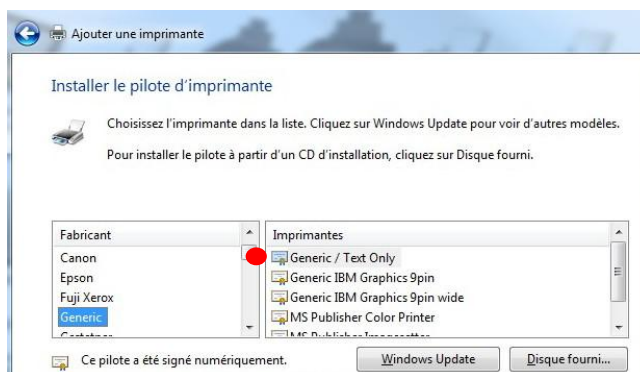 Ajouter une imprimante
Installer le pilote d'imprimante
Choisissez l'imprimante dans la liste. Cliquez sur Windows Update pour voir d'autres modèles.
Pour installer le pilote à partir d'un CD d'installation, cliquez sur Disque fourni.
Fabricant
Canon
Epson
Fuji Xerox
Generic
Imprimantes
Generic / Text Only
Generic IBM Graphics 9pin
Generic IBM Graphics 9pin wide
MS Publisher Color Printer
MS Publisher Imagesetter
Ce pilote a été signé numériquement.
Windows Update
Disque fourni...